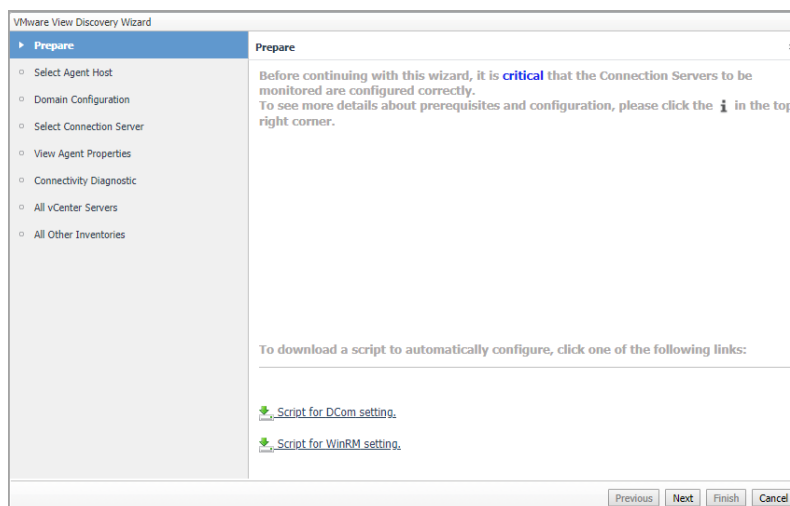 VMware View Discovery Wizard
Prepare
Select Agent Host
Domain Configuration
Select Connection Server
View Agent Properties
Connectivity Diagnostic
All vCenter Servers
All Other Inventories
Prepare
Before continuing with this wizard, it is critical that the Connection Servers to be
monitored are configured correctly.
To see more details about prerequisites and configuration, please click the i in the top
right corner.
To download a script to automatically configure, click one of the following links:
Script for DCom setting.
Script for WinRM setting.
Previous Next Finish Cancel